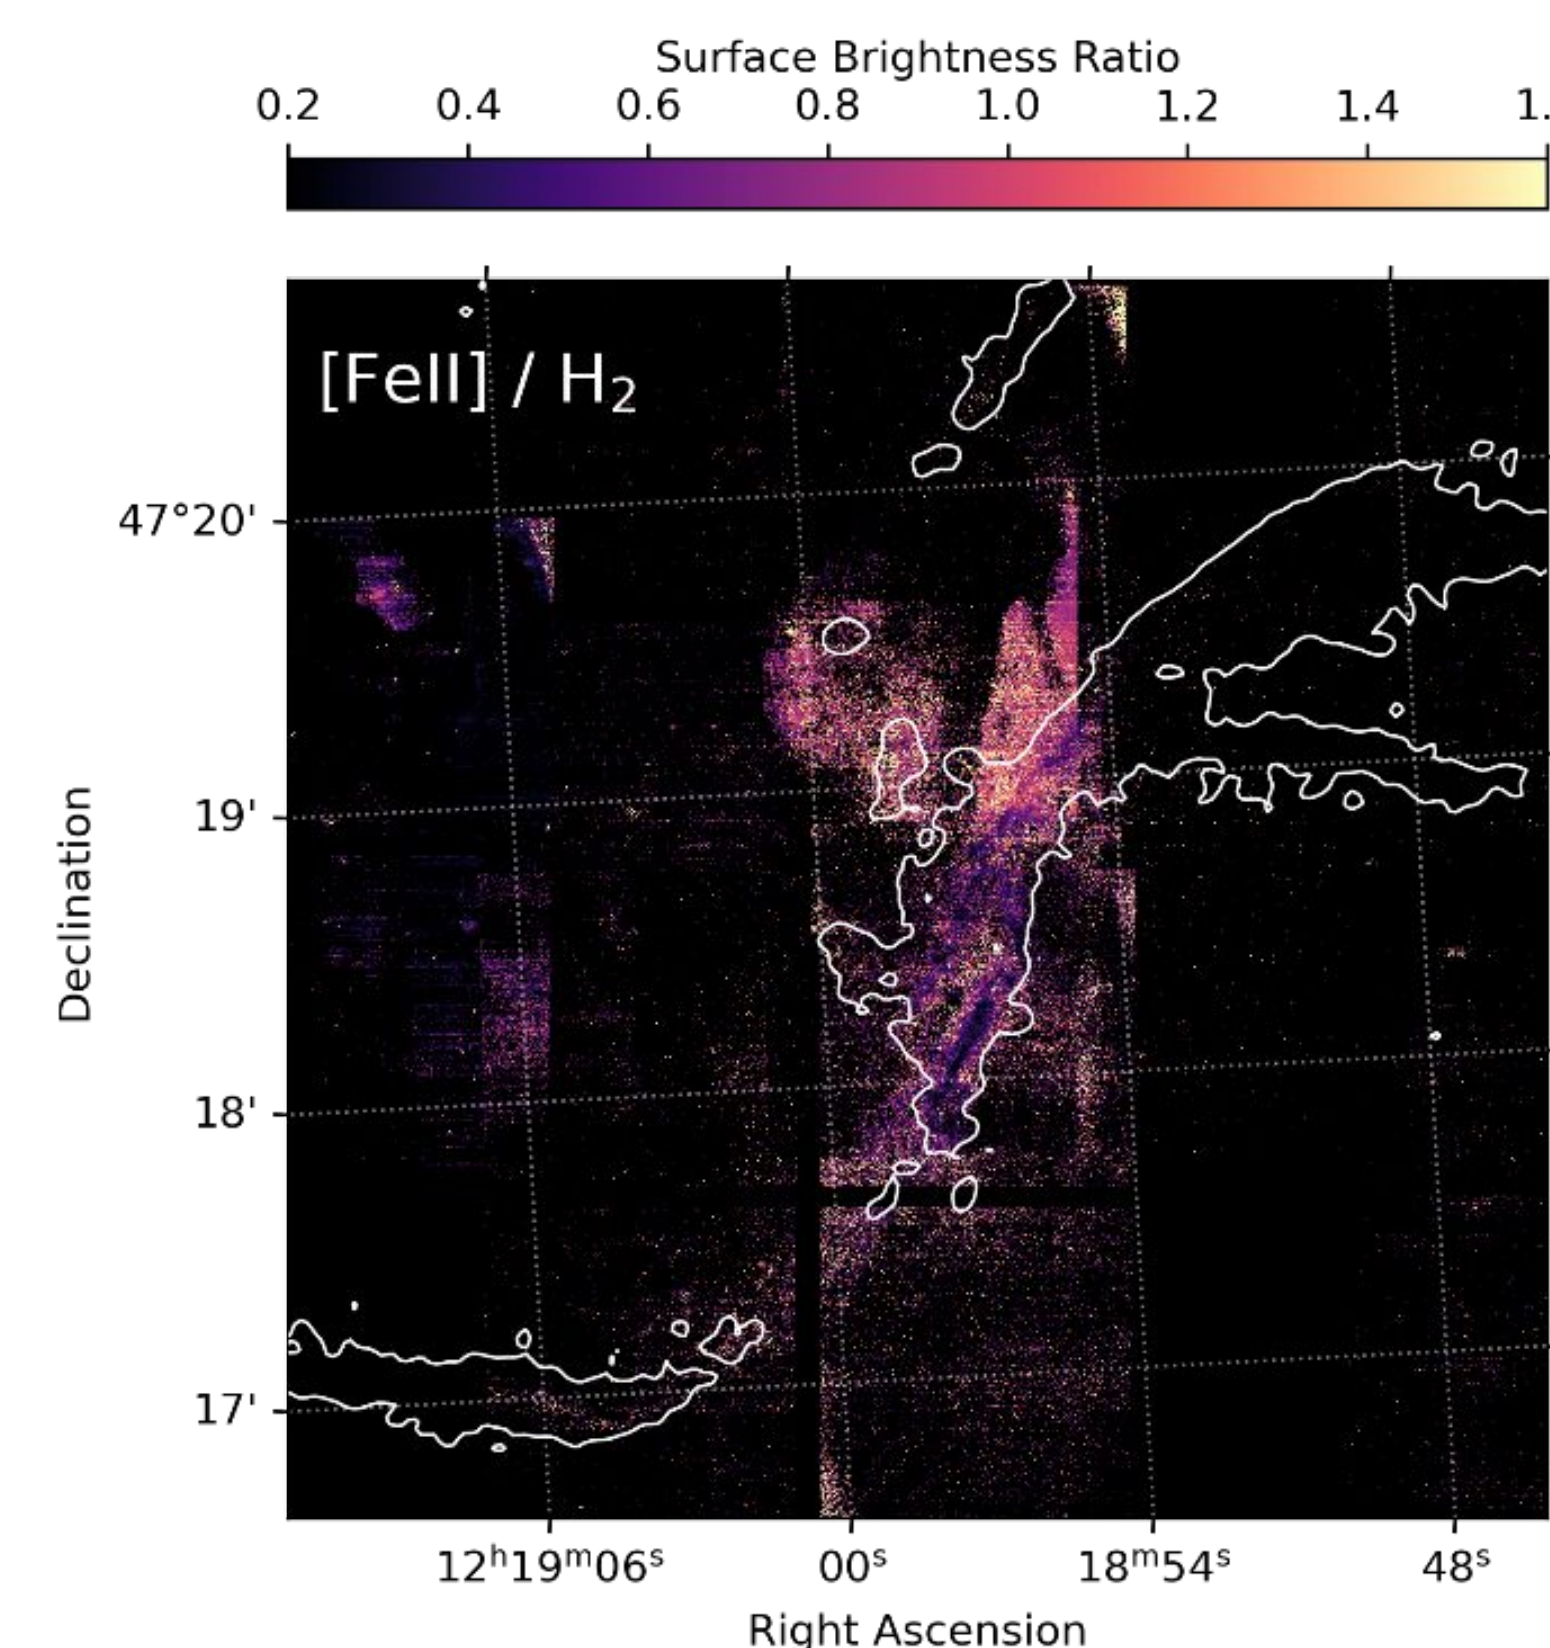 Surface Brightness Ratio
0.2 0.4 0.6 0.8 1.0 1.2 1.4 1.
[FeII] / H₂
47°20'
19'
18'
17'
Declination
12ʰ19ᵐ06ˢ 00ˢ 18ᵐ54ˢ 48ˢ
Right Ascension